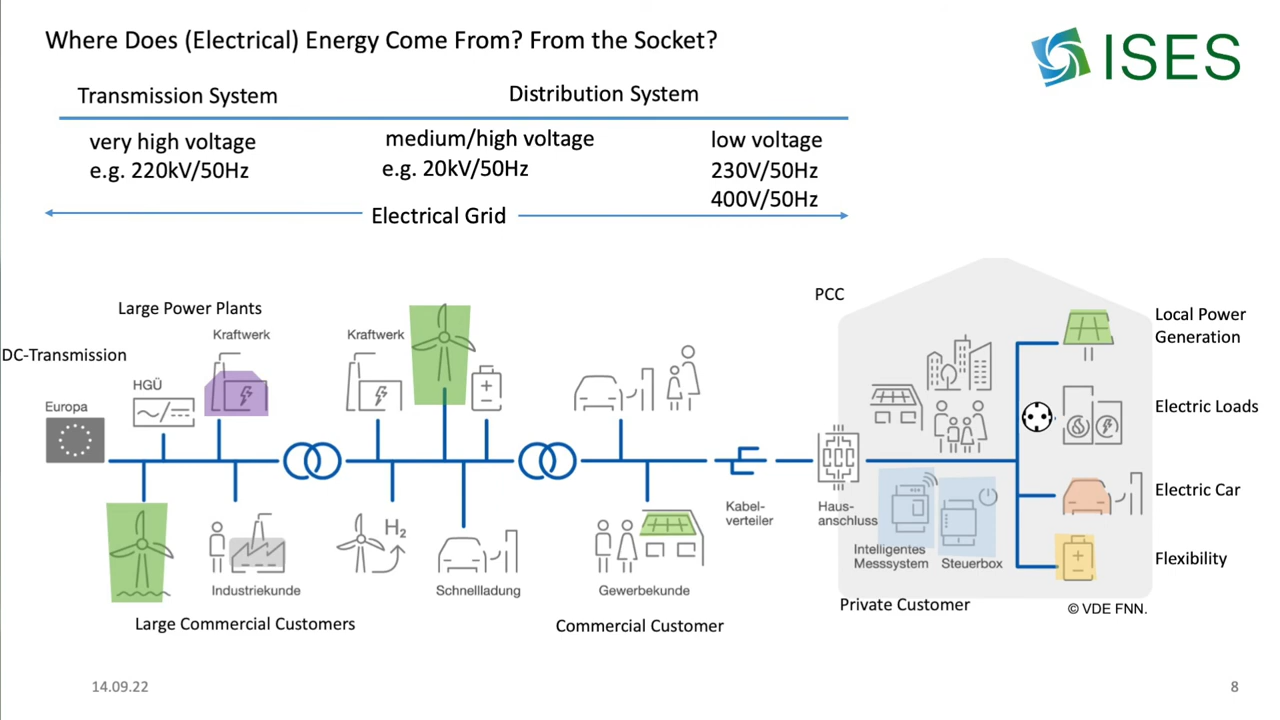 Where Does (Electrical) Energy Come From? From the Socket?
ISES
Transmission System
Distribution System
very high voltage
e.g. 220kV/50Hz
medium/high voltage
e.g. 20kV/50Hz
low voltage
230V/50Hz
400V/50Hz
Electrical Grid
PCC
Large Power Plants
Kraftwerk
Kraftwerk
DC-Transmission
HGÜ
Europa
Local Power
Generation
Electric Loads
Electric Car
Flexibility
H2
Kabel-
verteiler
Haus-
anschluss
Intelligentes
Messsystem
Steuerbox
Industriekunde
Schnellladung
Gewerbekunde
Large Commercial Customers
Commercial Customer
Private Customer
© VDE FNN.
14.09.22
8